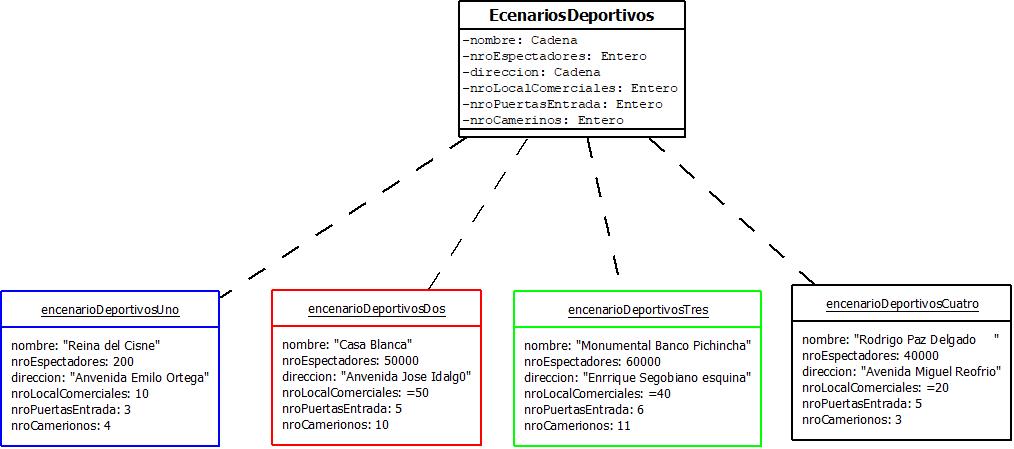 EcenariosDeportivos
-nombre: Cadena
-nroEspectadores: Entero
-direccion: Cadena
-nroLocalComerciales: Entero
-nroPuertasEntrada: Entero
-nroCamerinos: Entero
encenarioDeportivosUno
nombre: "Reina del Cisne"
nroEspectadores: 200
direccion: "Anvenida Emilo Ortega"
nroLocalComerciales: 10
nroPuertasEntrada: 3
nroCamerionos: 4
encenarioDeportivosDos
nombre: "Casa Blanca"
nroEspectadores: 50000
direccion: "Anvenida Jose Idalg0"
nroLocalComerciales: =50
nroPuertasEntrada: 5
nroCamerionos: 10
encenarioDeportivosTres
nombre: "Monumental Banco Pichincha"
nroEspectadores: 60000
direccion: "Enrrique Segobiano esquina"
nroLocalComerciales: =40
nroPuertasEntrada: 6
nroCamerionos: 11
encenarioDeportivosCuatro
nombre: "Rodrigo Paz Delgado     "
nroEspectadores: 40000
direccion: "Avenida Miguel Reofrio"
nroLocalComerciales: =20
nroPuertasEntrada: 5
nroCamerionos: 3